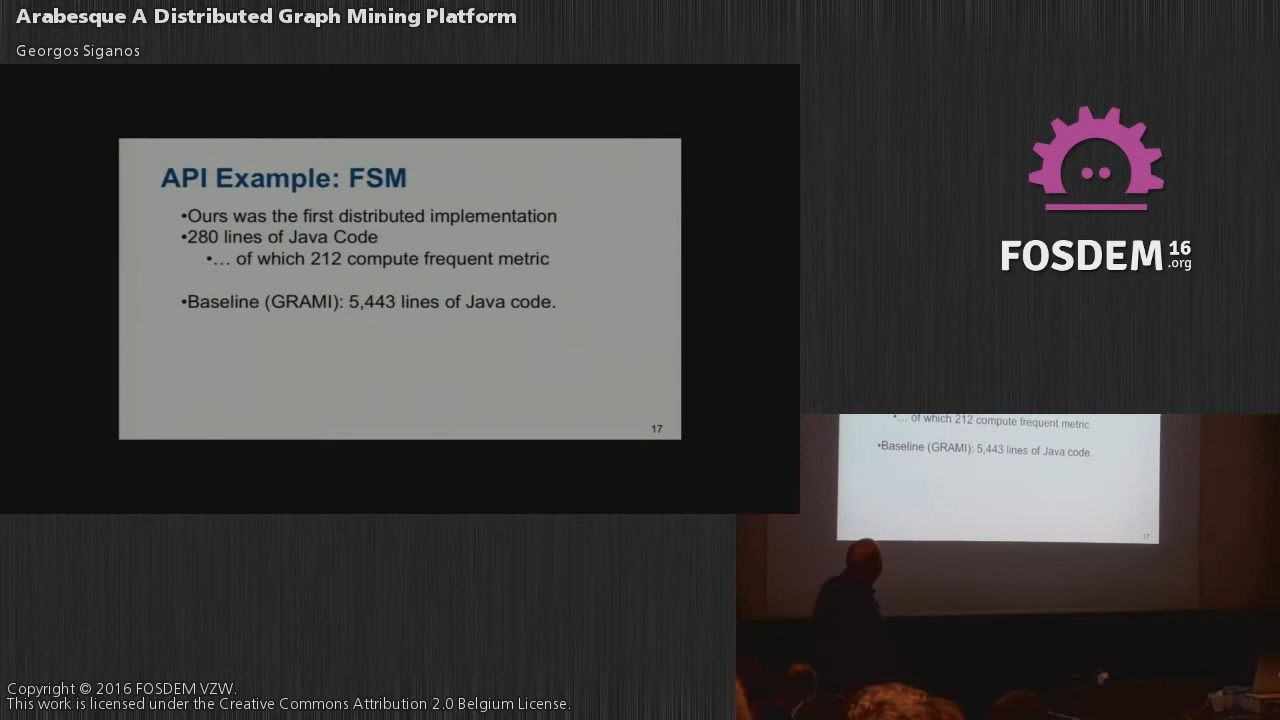 Arabesque A Distributed Graph Mining Platform
Georgos Siganos
API Example: FSM
•Ours was the first distributed implementation
•280 lines of Java Code
•… of which 212 compute frequent metric
•Baseline (GRAMI): 5,443 lines of Java code.
17
FOSDEM 16
.org
•… of which 212 compute frequent metric
•Baseline (GRAMI): 5,443 lines of Java code.
17
Copyright © 2016 FOSDEM VZW.
This work is licensed under the Creative Commons Attribution 2.0 Belgium License.